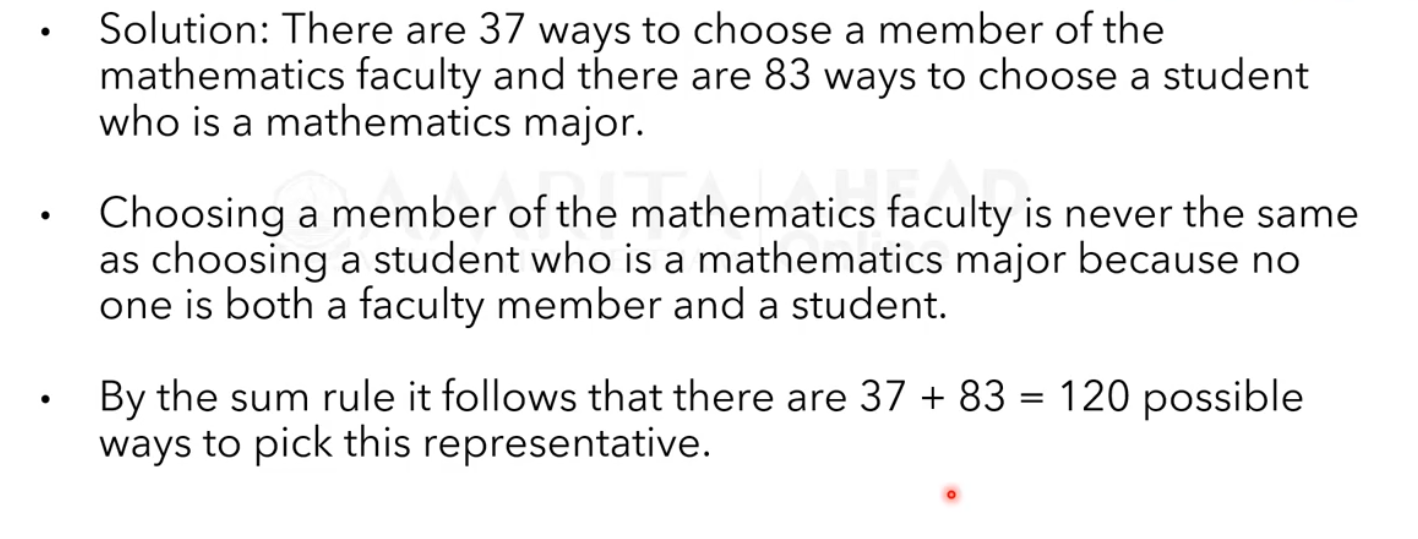 • Solution: There are 37 ways to choose a member of the
mathematics faculty and there are 83 ways to choose a student
who is a mathematics major.
AMRITA | AHEAD
Online
• Choosing a member of the mathematics faculty is never the same
as choosing a student who is a mathematics major because no
one is both a faculty member and a student.
• By the sum rule it follows that there are 37 + 83 = 120 possible
ways to pick this representative.